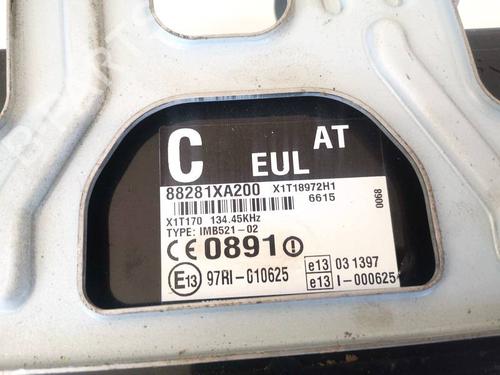 C
EUL
AT
88281XA200 X1T18972H1
6615
0068
X1T170 134.45KHz
TYPE: IMB521-02
CE 0891
E13 97RI-010625
e13 03 1397
e13 I-000625